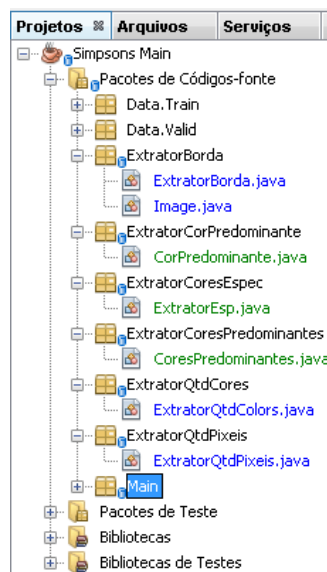 Projetos Arquivos Serviços
Simpsons Main
Pacotes de Códigos-fonte
Data.Train
Data.Valid
ExtratorBorda
ExtratorBorda.java
Image.java
ExtratorCorPredominante
CorPredominante.java
ExtratorCoresEspec
ExtratorEsp.java
ExtratorCoresPredominantes
CoresPredominantes.java
ExtratorQtdCores
ExtratorQtdColors.java
ExtratorQtdPixeis
ExtratorQtdPixeis.java
Main
Pacotes de Teste
Bibliotecas
Bibliotecas de Testes